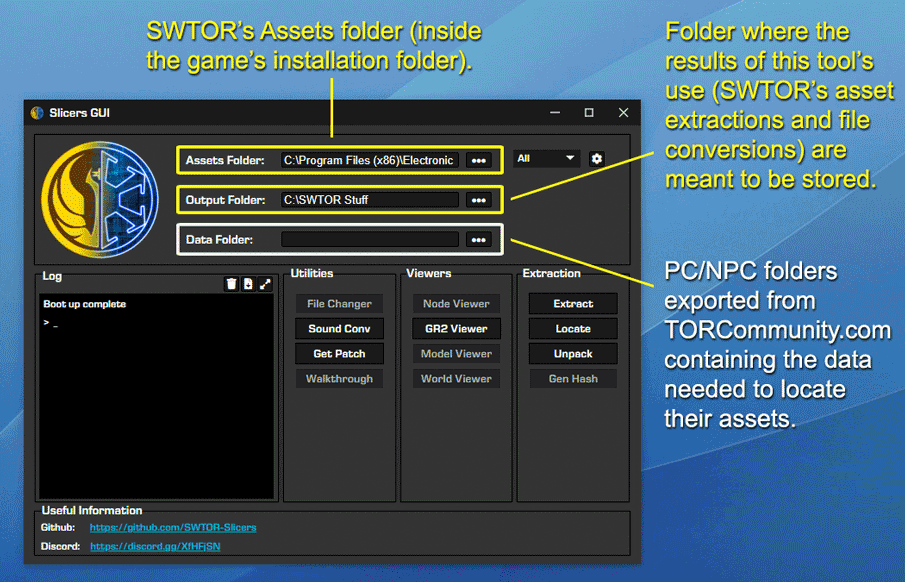 SWTOR’s Assets folder (inside
the game’s installation folder).
Folder where the
results of this tool’s
use (SWTOR’s asset
extractions and file
conversions) are
meant to be stored.
Slicers GUI
Assets Folder: C:\Program Files (x86)\Electronic ••• All
Output Folder: C:\SWTOR Stuff •••
Data Folder: •••
PC/NPC folders
exported from
TORCommunity.com
containing the data
needed to locate
their assets.
Log
Boot up complete
> _
Utilities
File Changer
Sound Conv
Get Patch
Walkthrough
Viewers
Node Viewer
GR2 Viewer
Model Viewer
World Viewer
Extraction
Extract
Locate
Unpack
Gen Hash
Useful Information
Github: https://github.com/SWTOR-Slicers
Discord: https://discord.gg/XfHFjSN